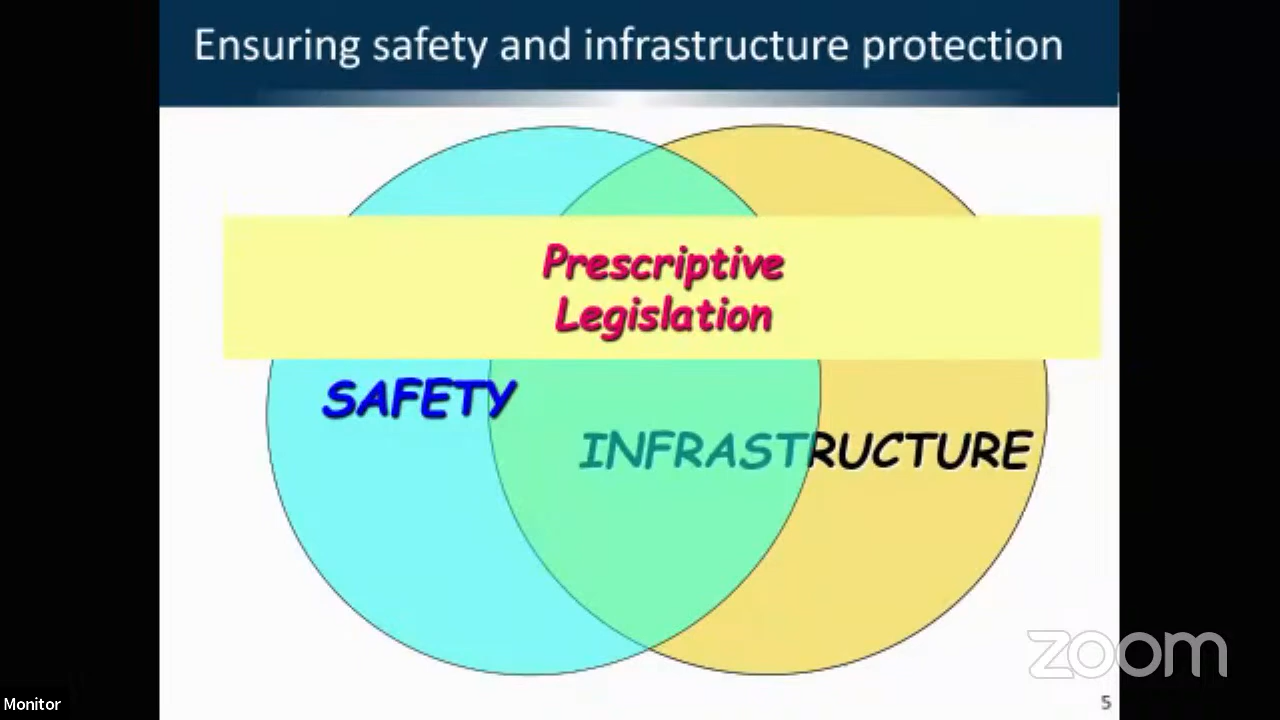 Ensuring safety and infrastructure protection
Prescriptive
Legislation
SAFETY
INFRASTRUCTURE
zoom
Monitor
5